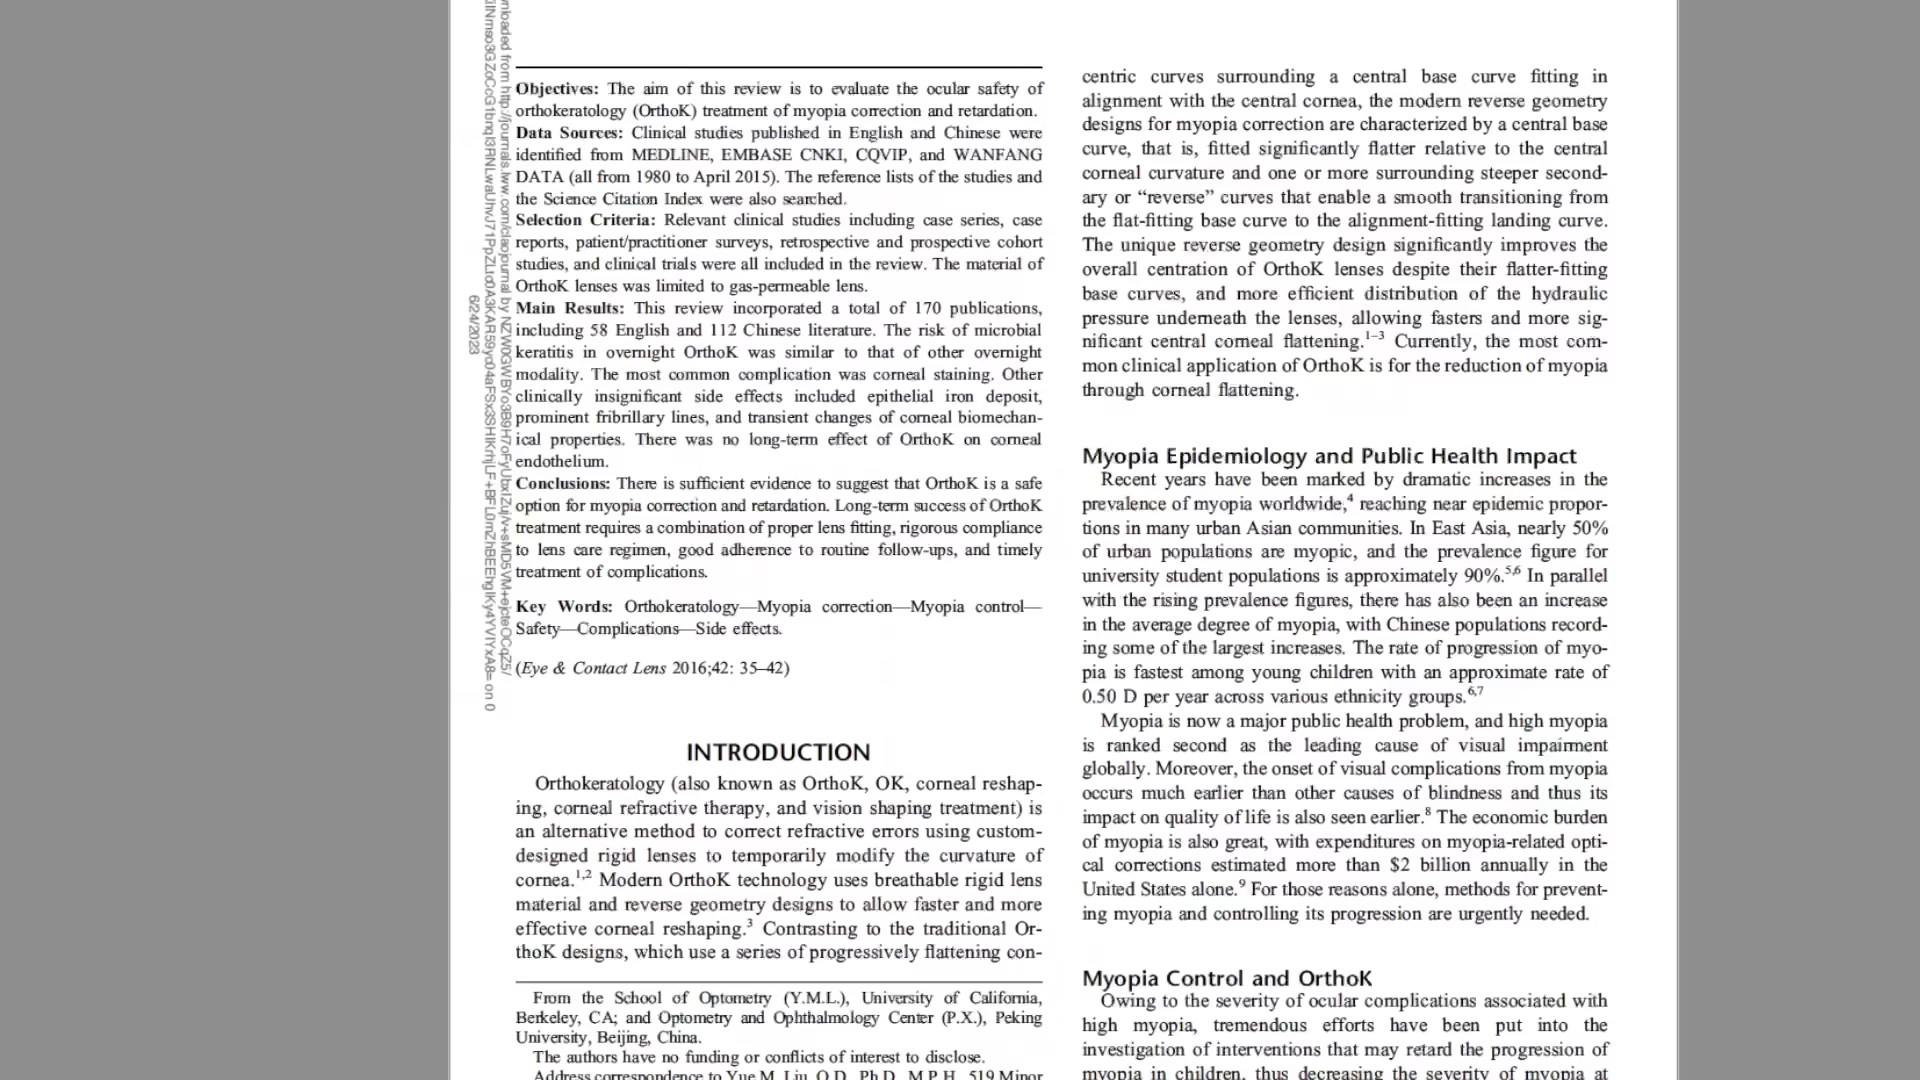 Objectives: The aim of this review is to evaluate the ocular safety of
orthokeratology (OrthoK) treatment of myopia correction and retardation.
Data Sources: Clinical studies published in English and Chinese were
identified from MEDLINE, EMBASE CNKI, CQVIP, and WANFANG
DATA (all from 1980 to April 2015). The reference lists of the studies and
the Science Citation Index were also searched.
Selection Criteria: Relevant clinical studies including case series, case
reports, patient/practitioner surveys, retrospective and prospective cohort
studies, and clinical trials were all included in the review. The material of
OrthoK lenses was limited to gas-permeable lens.
Main Results: This review incorporated a total of 170 publications,
including 58 English and 112 Chinese literature. The risk of microbial
keratitis in overnight OrthoK was similar to that of other overnight
modality. The most common complication was corneal staining. Other
clinically insignificant side effects included epithelial iron deposit,
prominent fribrillary lines, and transient changes of corneal biomechan-
ical properties. There was no long-term effect of OrthoK on corneal
endothelium.
Conclusions: There is sufficient evidence to suggest that OrthoK is a safe
option for myopia correction and retardation. Long-term success of OrthoK
treatment requires a combination of proper lens fitting, rigorous compliance
to lens care regimen, good adherence to routine follow-ups, and timely
treatment of complications.
Key Words: Orthokeratology—Myopia correction—Myopia control—
Safety—Complications—Side effects.
(Eye & Contact Lens 2016;42: 35–42)
INTRODUCTION
Orthokeratology (also known as OrthoK, OK, corneal reshap-
ing, corneal refractive therapy, and vision shaping treatment) is
an alternative method to correct refractive errors using custom-
designed rigid lenses to temporarily modify the curvature of
cornea.1,2 Modern OrthoK technology uses breathable rigid lens
material and reverse geometry designs to allow faster and more
effective corneal reshaping.3 Contrasting to the traditional Or-
thoK designs, which use a series of progressively flattening con-
From the School of Optometry (Y.M.L.), University of California,
Berkeley, CA; and Optometry and Ophthalmology Center (P.X.), Peking
University, Beijing, China.
The authors have no funding or conflicts of interest to disclose.
Address correspondence to Yue M. Liu, O.D., Ph.D., M.P.H., 519 Minor
centric curves surrounding a central base curve fitting in
alignment with the central cornea, the modern reverse geometry
designs for myopia correction are characterized by a central base
curve, that is, fitted significantly flatter relative to the central
corneal curvature and one or more surrounding steeper second-
ary or “reverse” curves that enable a smooth transitioning from
the flat-fitting base curve to the alignment-fitting landing curve.
The unique reverse geometry design significantly improves the
overall centration of OrthoK lenses despite their flatter-fitting
base curves, and more efficient distribution of the hydraulic
pressure underneath the lenses, allowing fasters and more sig-
nificant central corneal flattening.1–3 Currently, the most com-
mon clinical application of OrthoK is for the reduction of myopia
through corneal flattening.
Myopia Epidemiology and Public Health Impact
Recent years have been marked by dramatic increases in the
prevalence of myopia worldwide,4 reaching near epidemic propor-
tions in many urban Asian communities. In East Asia, nearly 50%
of urban populations are myopic, and the prevalence figure for
university student populations is approximately 90%.5,6 In parallel
with the rising prevalence figures, there has also been an increase
in the average degree of myopia, with Chinese populations record-
ing some of the largest increases. The rate of progression of myo-
pia is fastest among young children with an approximate rate of
0.50 D per year across various ethnicity groups.6,7
Myopia is now a major public health problem, and high myopia
is ranked second as the leading cause of visual impairment
globally. Moreover, the onset of visual complications from myopia
occurs much earlier than other causes of blindness and thus its
impact on quality of life is also seen earlier.8 The economic burden
of myopia is also great, with expenditures on myopia-related opti-
cal corrections estimated more than $2 billion annually in the
United States alone.9 For those reasons alone, methods for prevent-
ing myopia and controlling its progression are urgently needed.
Myopia Control and OrthoK
Owing to the severity of ocular complications associated with
high myopia, tremendous efforts have been put into the
investigation of interventions that may retard the progression of
myopia in children, thus decreasing the severity of myopia at
6/24/2023